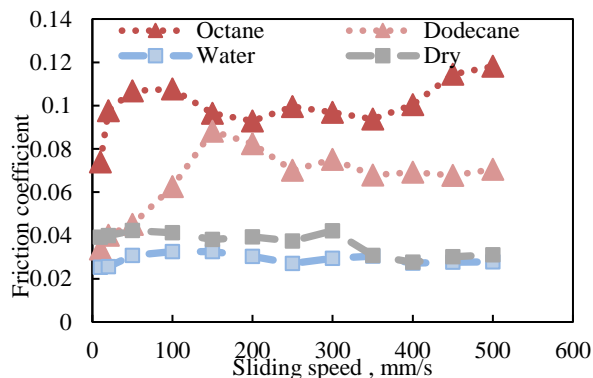 0.14
Octane
Dodecane
0.12
Water
Dry
0.1
0.08
0.06
0.04
0.02
0
Friction coefficient
0
100
200
300
400
500
600
Sliding speed , mm/s